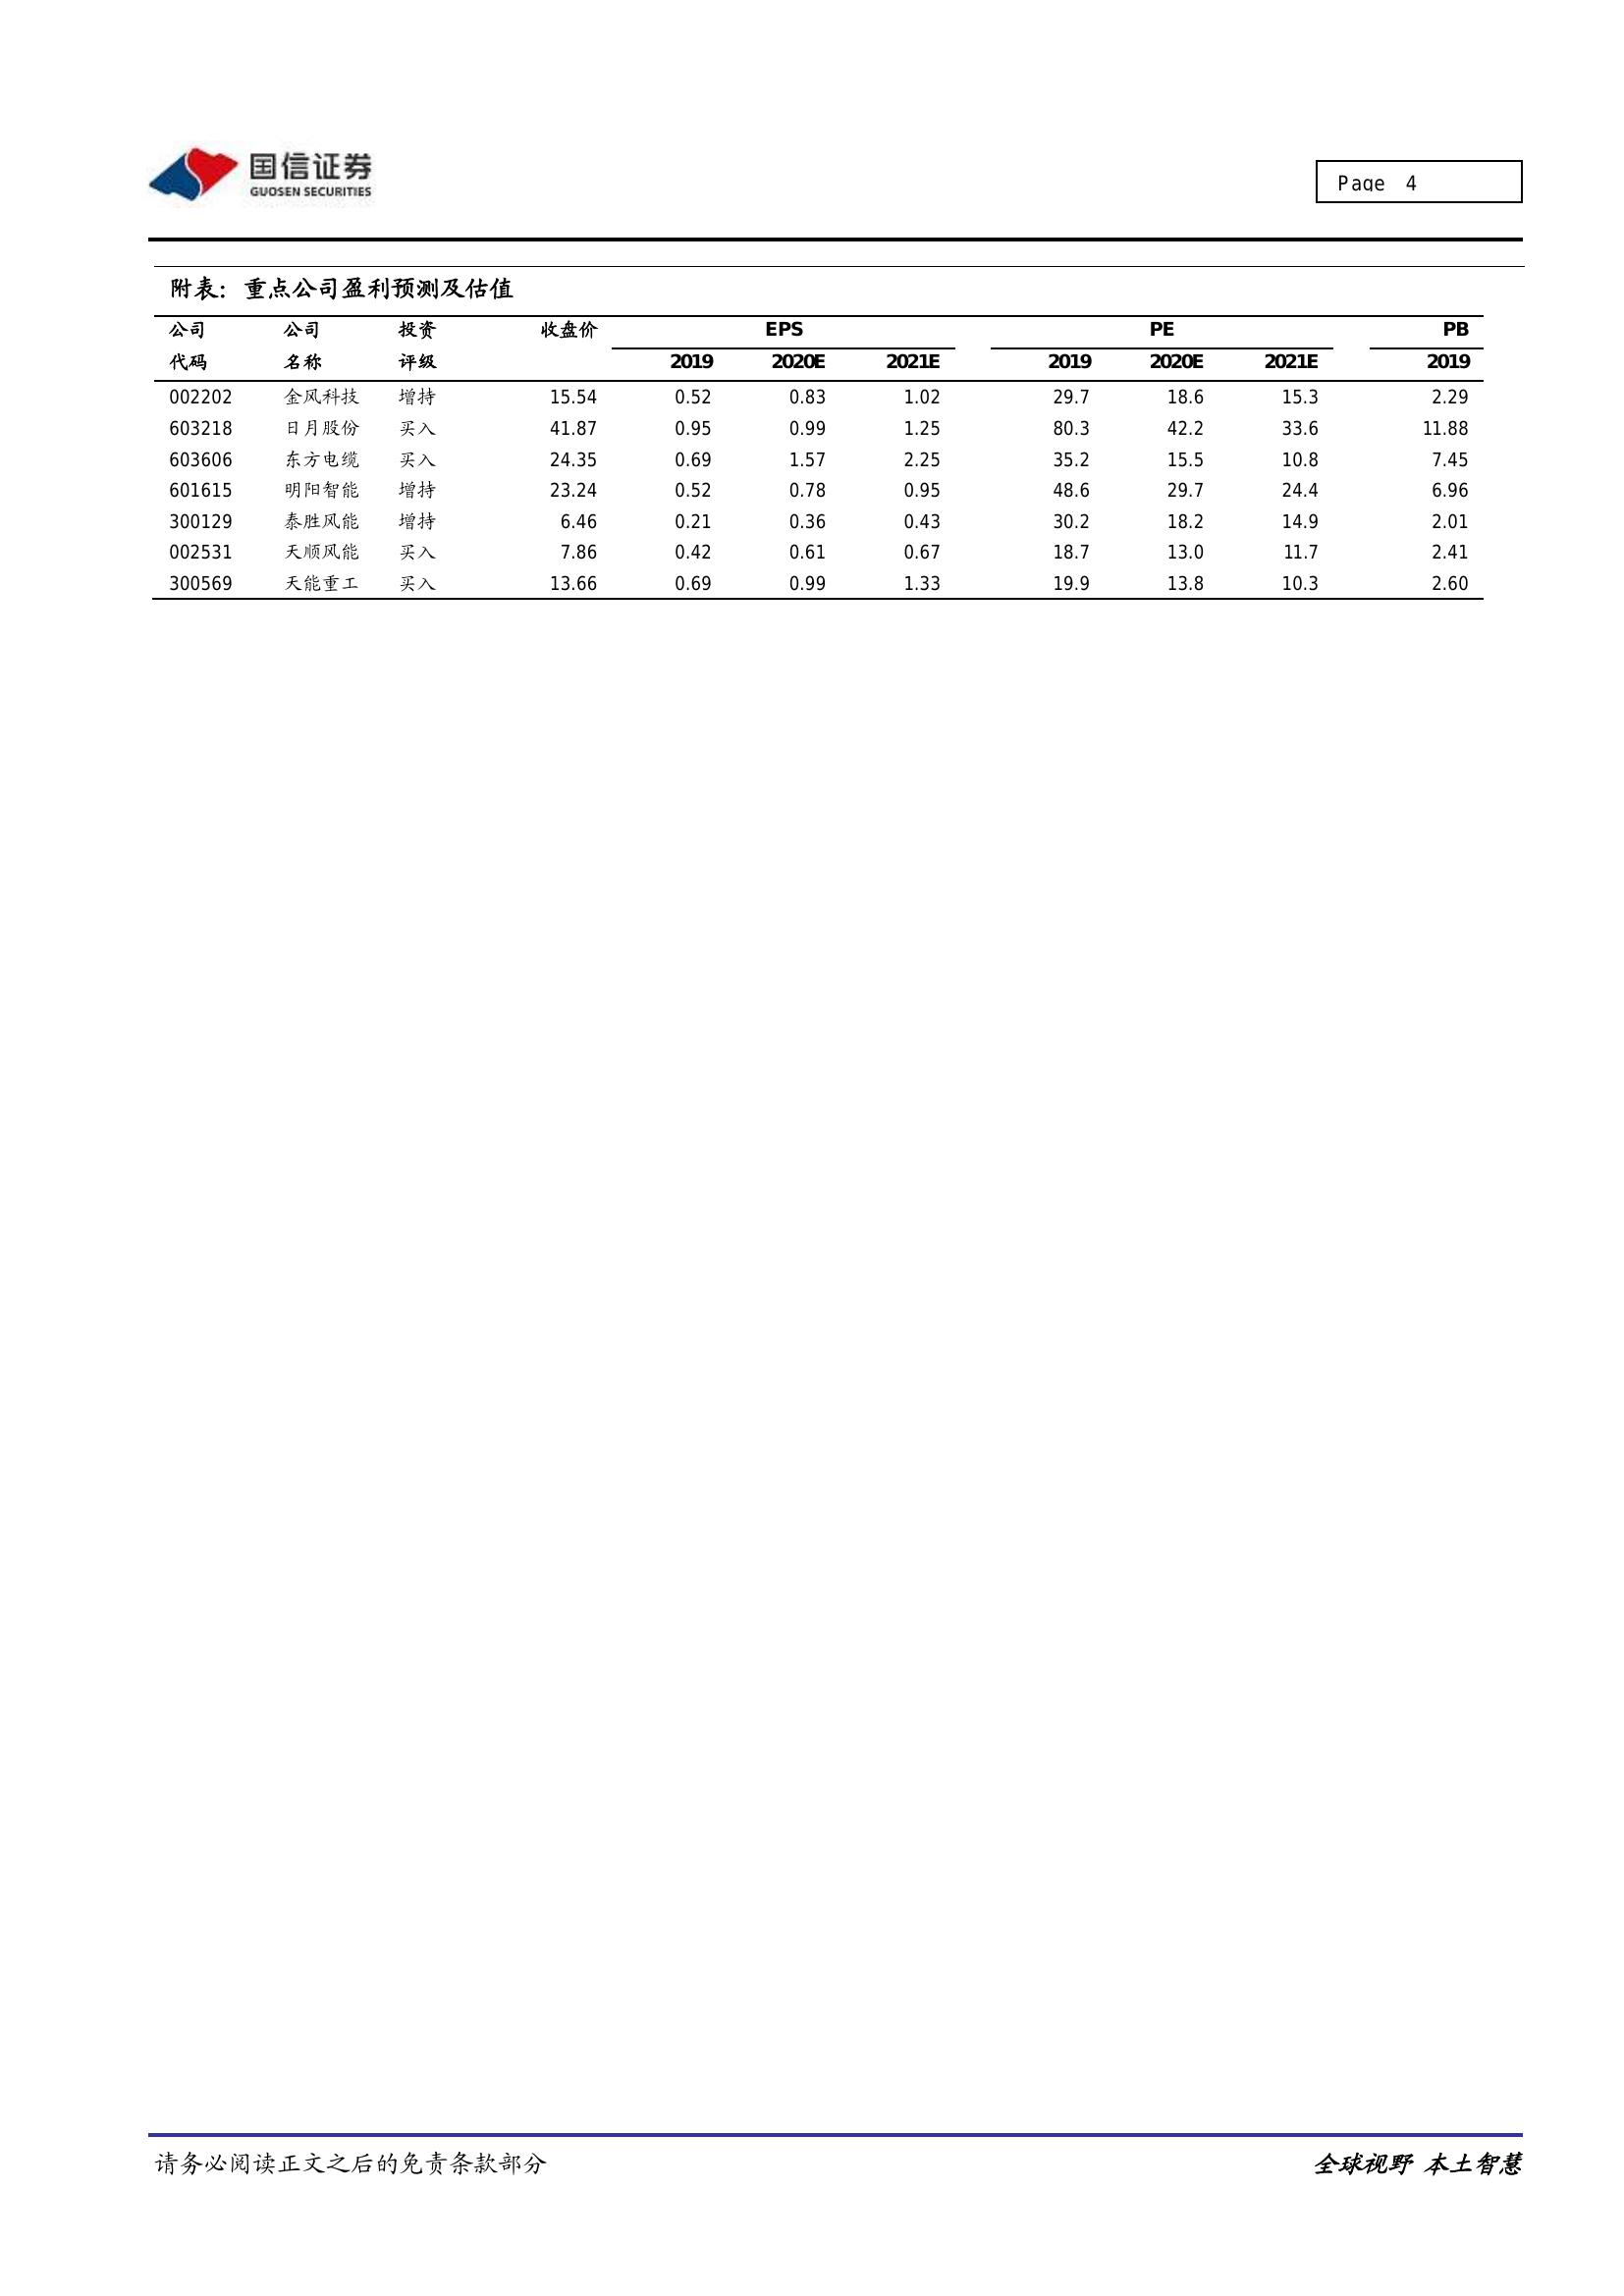 国信证券
GUOSEN SECURITIES
Page 4
附表：重点公司盈利预测及估值
公司 公司 投资 收盘价 EPS PE PB
代码 名称 评级 2019 2020E 2021E 2019 2020E 2021E 2019
002202 金风科技 增持 15.54 0.52 0.83 1.02 29.7 18.6 15.3 2.29
603218 日月股份 买入 41.87 0.95 0.99 1.25 80.3 42.2 33.6 11.88
603606 东方电缆 买入 24.35 0.69 1.57 2.25 35.2 15.5 10.8 7.45
601615 明阳智能 增持 23.24 0.52 0.78 0.95 48.6 29.7 24.4 6.96
300129 泰胜风能 增持 6.46 0.21 0.36 0.43 30.2 18.2 14.9 2.01
002531 天顺风能 买入 7.86 0.42 0.61 0.67 18.7 13.0 11.7 2.41
300569 天能重工 买入 13.66 0.69 0.99 1.33 19.9 13.8 10.3 2.60
请务必阅读正文之后的免责条款部分 全球视野 本土智慧